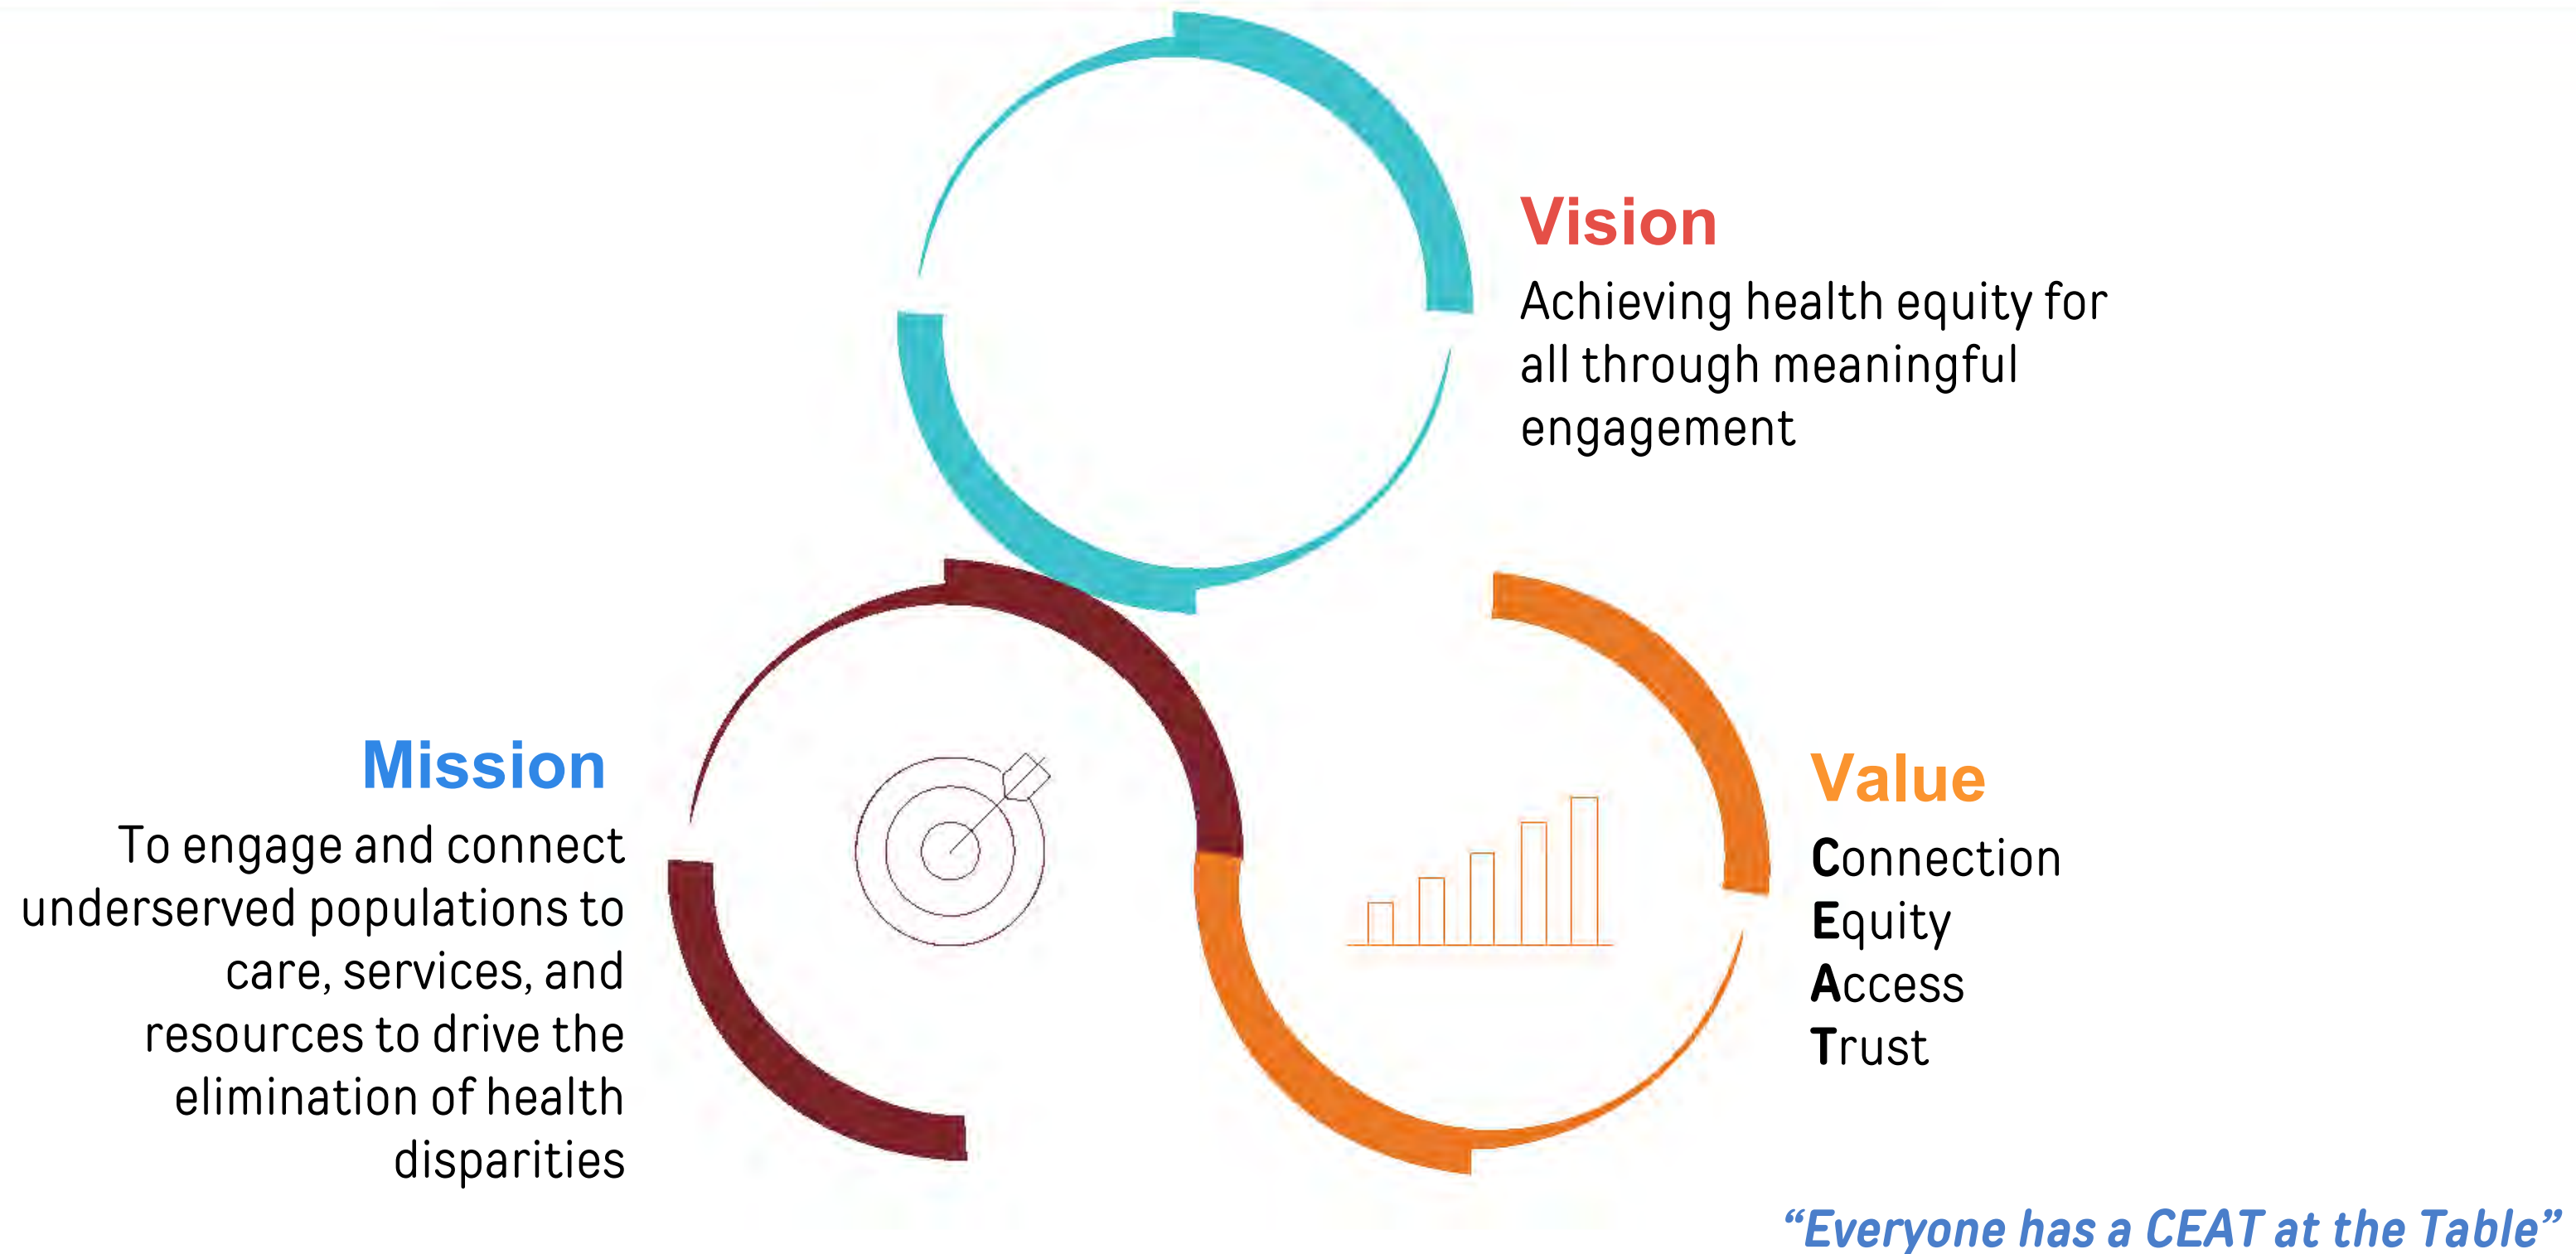 Vision
Achieving health equity for
all through meaningful
engagement
Mission
To engage and connect
underserved populations to
care, services, and
resources to drive the
elimination of health
disparities
Value
Connection
Equity
Access
Trust
“Everyone has a CEAT at the Table”